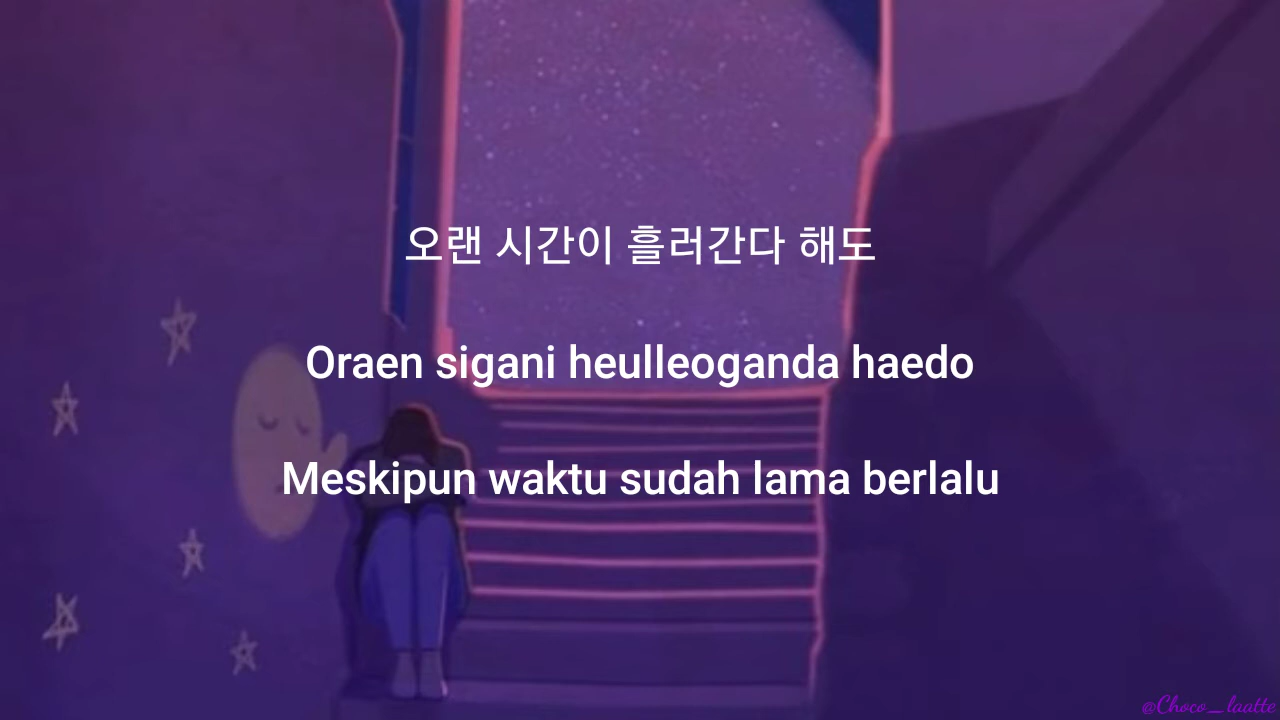 오랜 시간이 흘러간다 해도
Oraen sigani heulleoganda haedo
Meskipun waktu sudah lama berlalu
@Choco_laatte